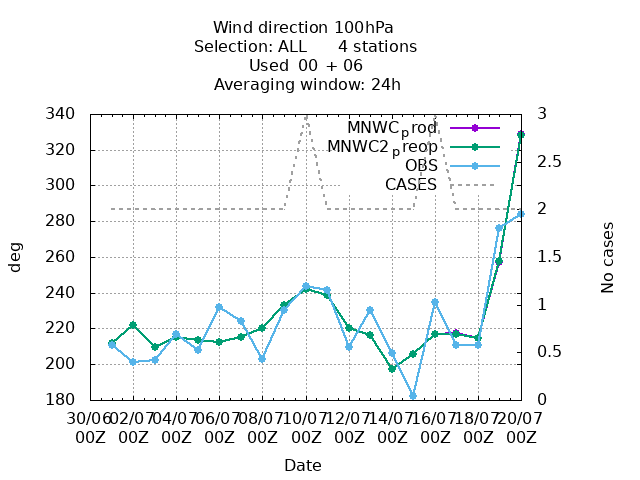 Wind direction 100hPa
Selection: ALL 4 stations
Used 00 + 06
Averaging window: 24h
340
320
300
280
260
240
220
200
180
3
2.5
2
1.5
1
0.5
0
MNWCprod
MNWC2preop
OBS
CASES
deg
No cases
30/06 02/07 04/07 06/07 08/07 10/07 12/07 14/07 16/07 18/07 20/07
00Z 00Z 00Z 00Z 00Z 00Z 00Z 00Z 00Z 00Z 00Z
Date